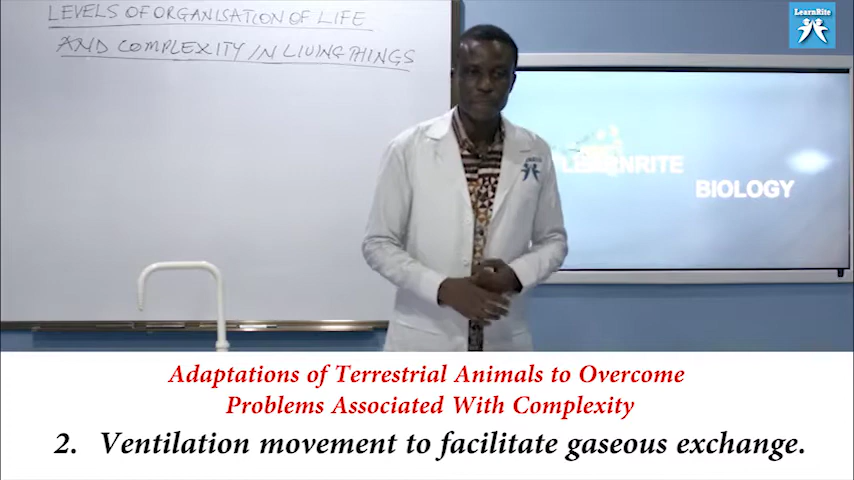 LEVELS OF ORGANISATION OF LIFE
AND COMPLEXITY IN LIVING THINGS
LearnRite
LEARNRITE
BIOLOGY
Adaptations of Terrestrial Animals to Overcome
Problems Associated With Complexity
2. Ventilation movement to facilitate gaseous exchange.